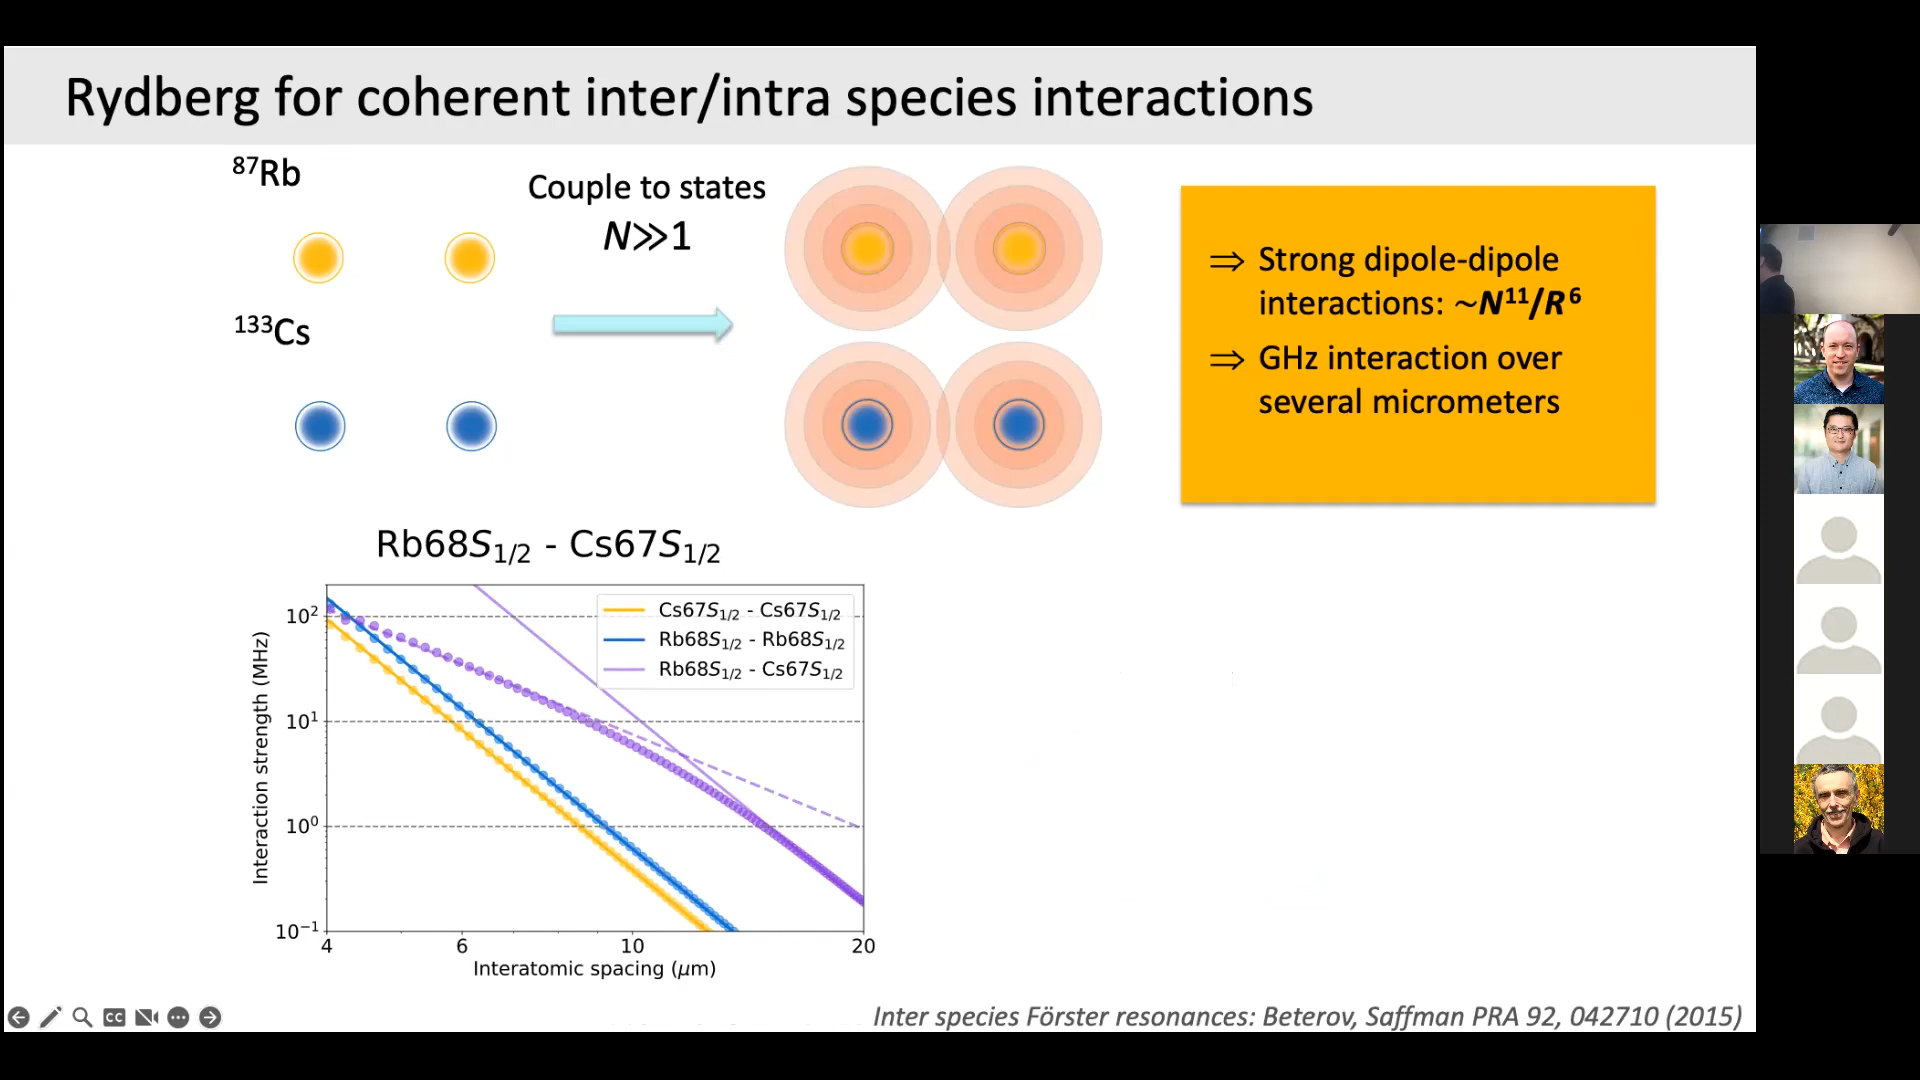 Rydberg for coherent inter/intra species interactions
⁸⁷Rb
Couple to states
N≫1
¹³³Cs
⇒ Strong dipole-dipole
interactions: ~N¹¹/R⁶
⇒ GHz interaction over
several micrometers
Rb68S₁/₂ - Cs67S₁/₂
Cs67S₁/₂ - Cs67S₁/₂
Rb68S₁/₂ - Rb68S₁/₂
Rb68S₁/₂ - Cs67S₁/₂
Interaction strength (MHz)
10²
10¹
10⁰
10⁻¹
4 6 10 20
Interatomic spacing (μm)
CC
Inter species Förster resonances: Beterov, Saffman PRA 92, 042710 (2015)